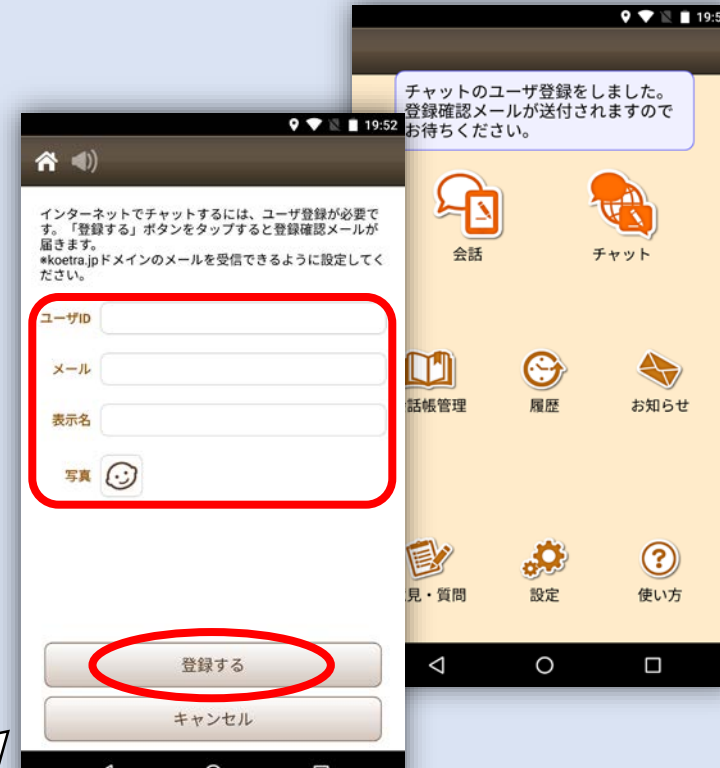 19:52
インターネットでチャットするには、ユーザ登録が必要で
す。「登録する」ボタンをタップすると登録確認メールが
届きます。
*koetra.jpドメインのメールを受信できるように設定してく
ださい。
ユーザID
メール
表示名
写真
登録する
キャンセル
19:5
チャットのユーザ登録をしました。
登録確認メールが送付されますので
お待ちください。
会話
チャット
話帳管理
履歴
お知らせ
見・質問
設定
使い方